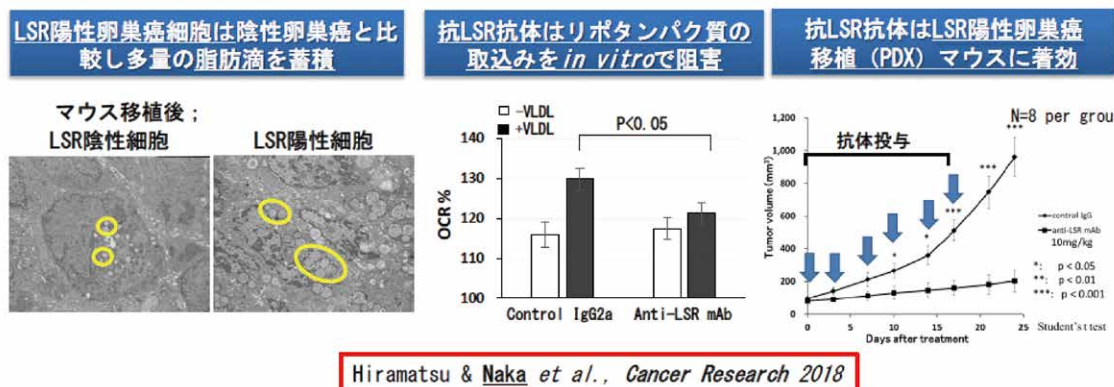 LSR陽性卵巣癌細胞は陰性卵巣癌と比
較し多量の脂肪滴を蓄積
マウス移植後；
LSR陰性細胞
LSR陽性細胞
抗LSR抗体はリポタンパク質の
取込みをin vitroで阻害
-VLDL
+VLDL
P<0.05
OCR %
140
130
120
110
100
Control IgG2a
Anti-LSR mAb
抗LSR抗体はLSR陽性卵巣癌
移植（PDX）マウスに著効
N=8 per grou
抗体投与
Tumor volume (mm³)
1,200
1,000
800
600
400
200
0
0 5 10 15 20 25
Days after treatment
*
*
***
***
***
control IgG
anti-LSR mAb
10mg/kg
*: p < 0.05
**: p < 0.01
***: p < 0.001
Student's t test
Hiramatsu & Naka et al., Cancer Research 2018